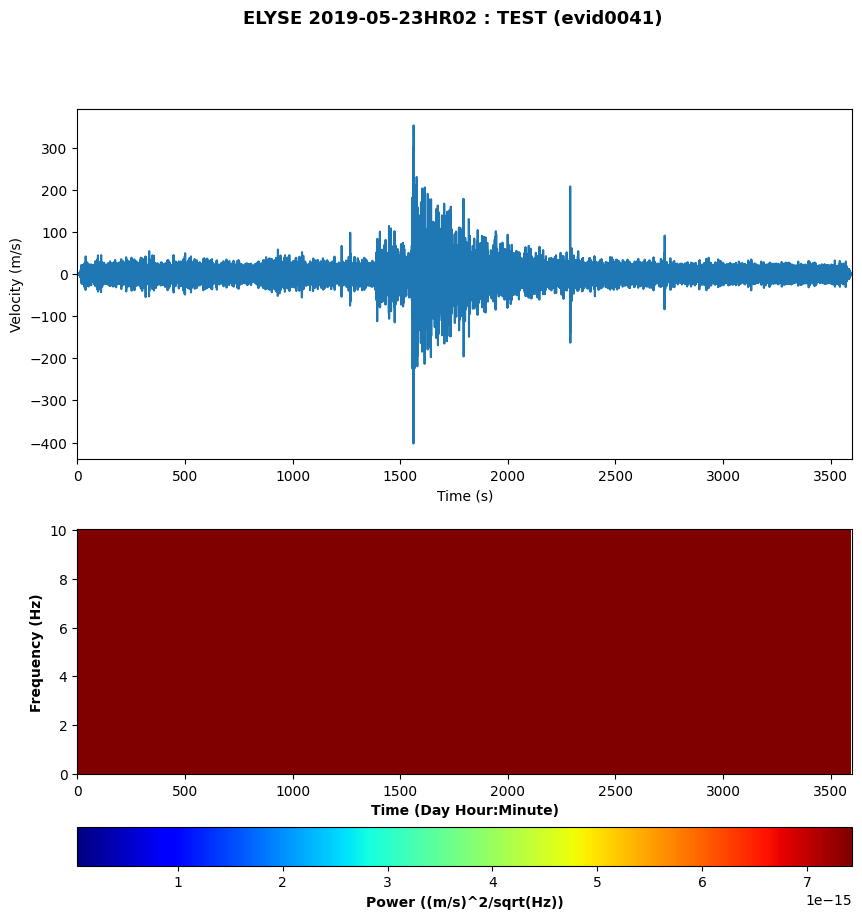 ELYSE 2019-05-23HR02 : TEST (evid0041)
Velocity (m/s)
300
200
100
0
−100
−200
−300
−400
0 500 1000 1500 2000 2500 3000 3500
Time (s)
Frequency (Hz)
10
8
6
4
2
0
0 500 1000 1500 2000 2500 3000 3500
Time (Day Hour:Minute)
1 2 3 4 5 6 7
1e−15
Power ((m/s)^2/sqrt(Hz))